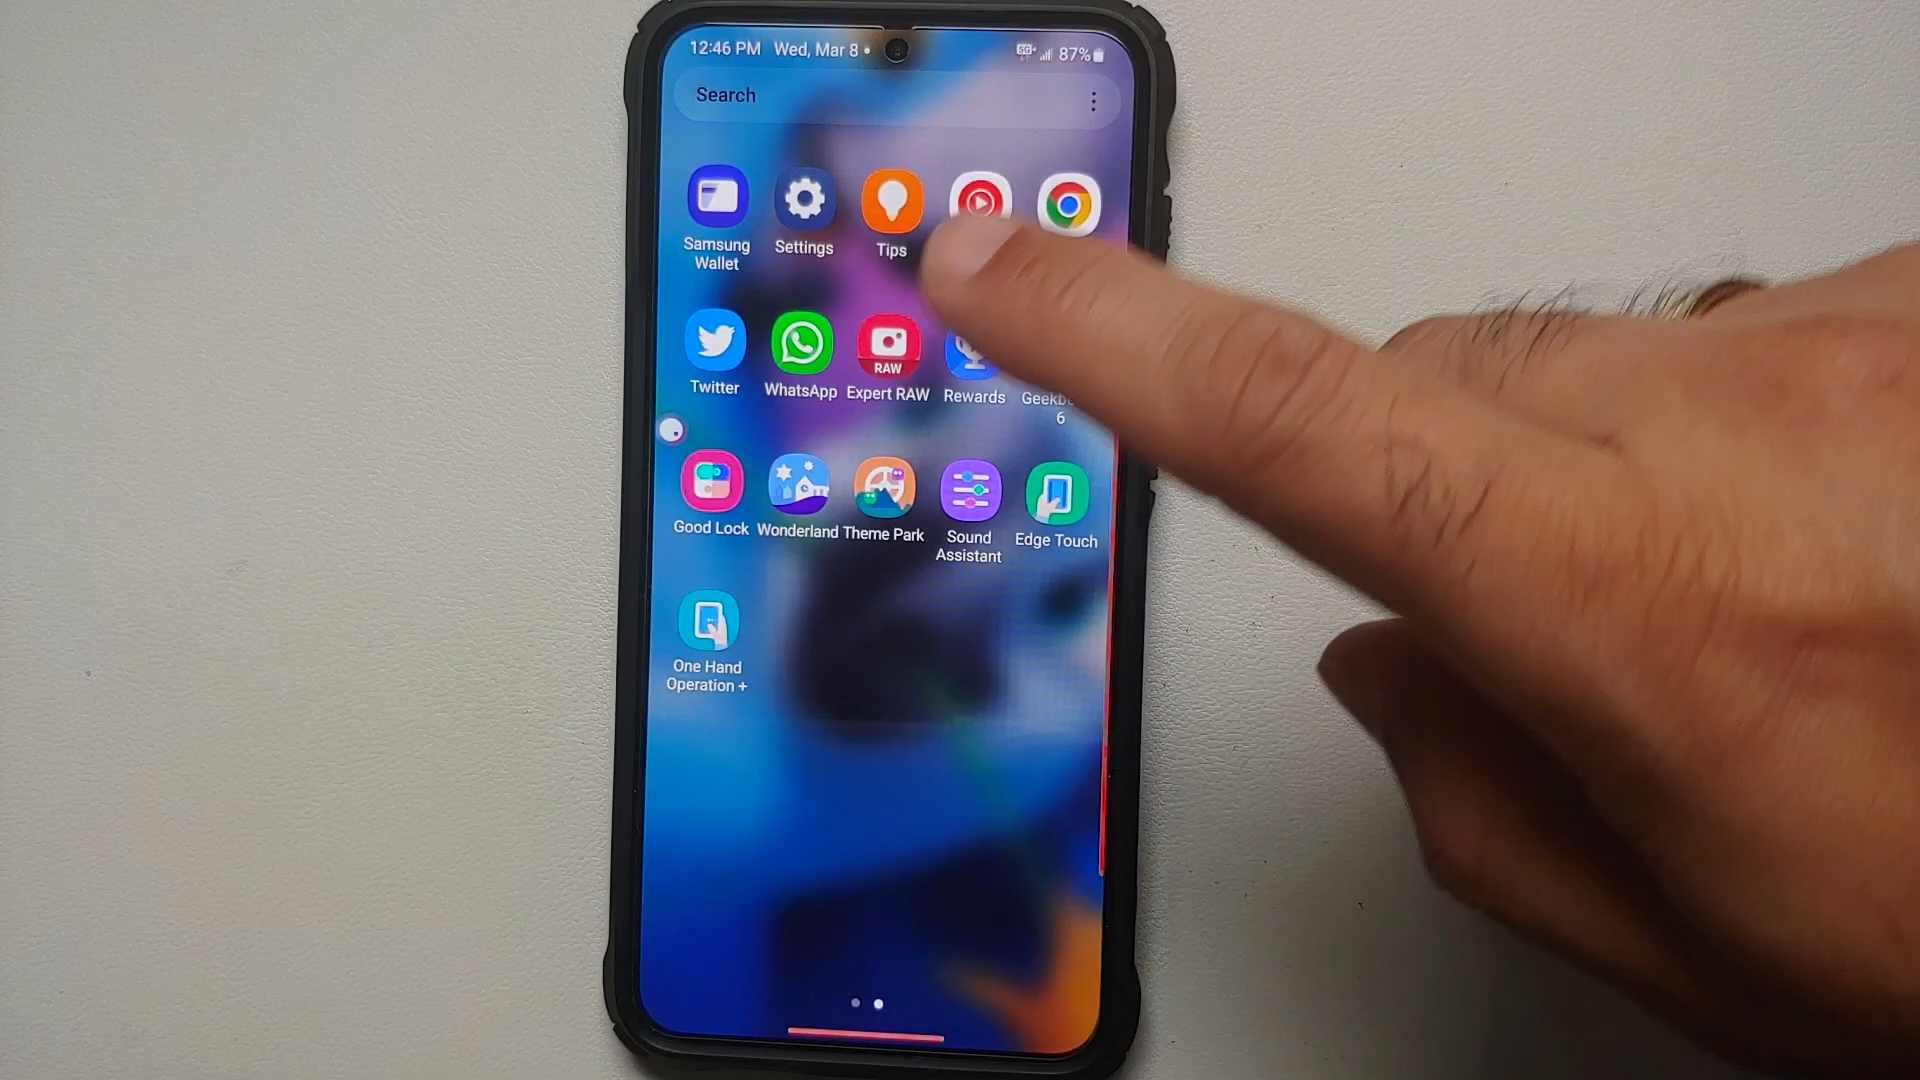 12:46 PM Wed, Mar 8 • 5G+ 87%
Search
Samsung Wallet
Settings
Tips
Twitter
WhatsApp
RAW
Expert RAW
Rewards
6
Good Lock
Wonderland
Theme Park
Sound Assistant
Edge Touch
One Hand Operation +